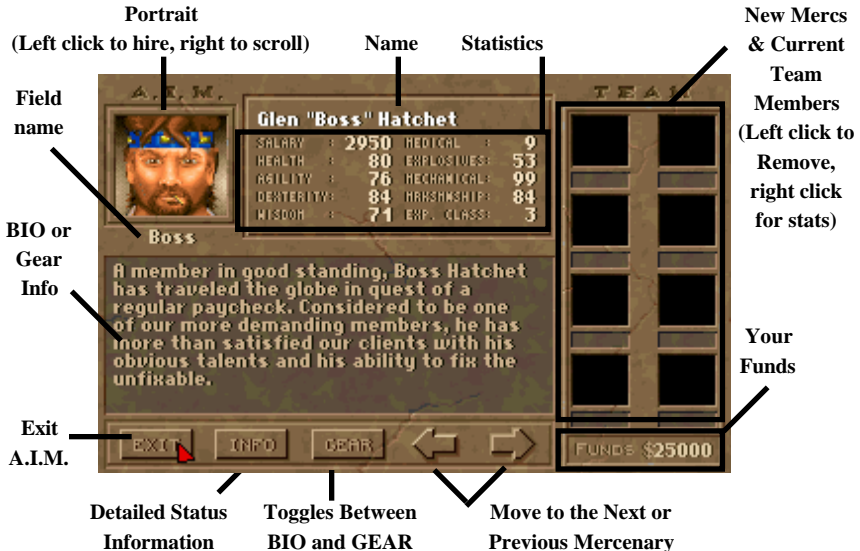 Portrait
(Left click to hire, right to scroll)
Name
Statistics
New Mercs
& Current
Team
Members
(Left click to
Remove,
right click
for stats)
Field
name
A.I.M.
TEAM
Glen "Boss" Hatchet
SALARY : 2950 MEDICAL : 9
HEALTH : 80 EXPLOSIVES: 53
AGILITY : 76 MECHANICAL: 99
DEXTERITY: 84 MRKSMNSHIP: 84
WISDOM : 71 EXP. CLASS: 3
Boss
BIO or
Gear
Info
A member in good standing, Boss Hatchet
has traveled the globe in quest of a
regular paycheck. Considered to be one
of our more demanding members, he has
more than satisfied our clients with his
obvious talents and his ability to fix the
unfixable.
Your
Funds
Exit
A.I.M.
EXIT
INFO
GEAR
FUNDS $25000
Detailed Status
Information
Toggles Between
BIO and GEAR
Move to the Next or
Previous Mercenary